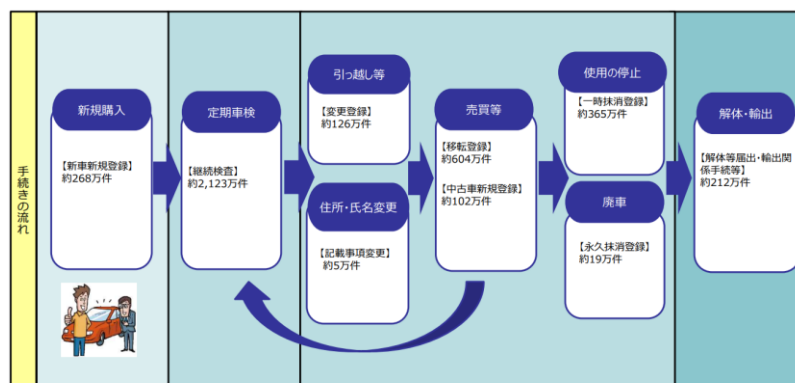 手続きの流れ
新規購入
【新車新規登録】
約268万件
定期車検
【継続検査】
約2,123万件
引っ越し等
【変更登録】
約126万件
住所・氏名変更
【記載事項変更】
約5万件
売買等
【移転登録】
約604万件
【中古車新規登録】
約102万件
使用の停止
【一時抹消登録】
約365万件
廃車
【永久抹消登録】
約19万件
解体・輸出
【解体等届出・輸出関
係手続等】
約212万件